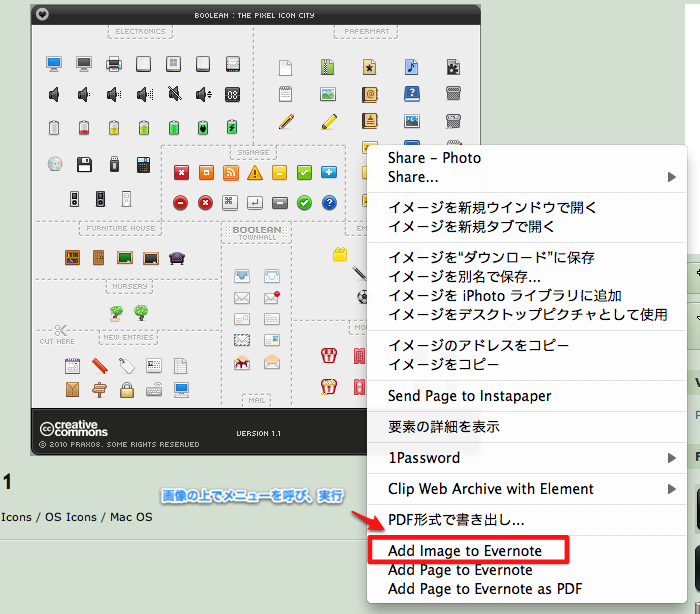 BOOLEAN : THE PIXEL ICON CITY
ELECTRONICS
PAPERMART
SIGNAGE
FURNITURE HOUSE
BOOLEAN
TOWNHALL
NURSERY
CUT HERE
NEW ENTRIES
MAIL
creative
commons
© 2010 PRAXOS. SOME RIGHTS RESERVED
VERSION 1.1
1
Icons / OS Icons / Mac OS
画像の上でメニューを呼び、実行
Share – Photo
Share...
イメージを新規ウインドウで開く
イメージを新規タブで開く
イメージを“ダウンロード”に保存
イメージを別名で保存...
イメージを iPhoto ライブラリに追加
イメージをデスクトップピクチャとして使用
イメージのアドレスをコピー
イメージをコピー
Send Page to Instapaper
要素の詳細を表示
1Password
Clip Web Archive with Element
PDF形式で書き出し...
Add Image to Evernote
Add Page to Evernote
Add Page to Evernote as PDF